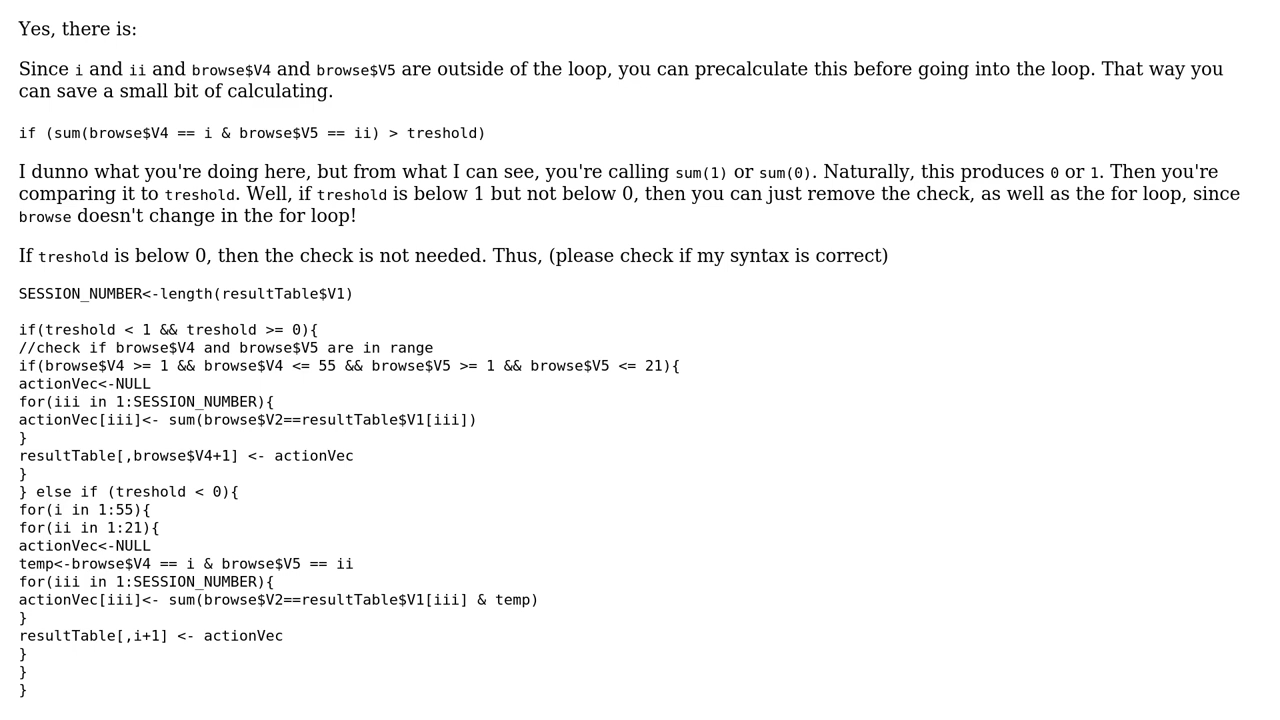 Yes, there is:
Since i and ii and browse$V4 and browse$V5 are outside of the loop, you can precalculate this before going into the loop. That way you
can save a small bit of calculating.
if (sum(browse$V4 == i & browse$V5 == ii) > treshold)
I dunno what you're doing here, but from what I can see, you're calling sum(1) or sum(0). Naturally, this produces 0 or 1. Then you're
comparing it to treshold. Well, if treshold is below 1 but not below 0, then you can just remove the check, as well as the for loop, since
browse doesn't change in the for loop!
If treshold is below 0, then the check is not needed. Thus, (please check if my syntax is correct)
SESSION_NUMBER<-length(resultTable$V1)
if(treshold < 1 && treshold >= 0){
//check if browse$V4 and browse$V5 are in range
if(browse$V4 >= 1 && browse$V4 <= 55 && browse$V5 >= 1 && browse$V5 <= 21){
actionVec<-NULL
for(iii in 1:SESSION_NUMBER){
actionVec[iii]<- sum(browse$V2==resultTable$V1[iii])
}
resultTable[,browse$V4+1] <- actionVec
}
} else if (treshold < 0){
for(i in 1:55){
for(ii in 1:21){
actionVec<-NULL
temp<-browse$V4 == i & browse$V5 == ii
for(iii in 1:SESSION_NUMBER){
actionVec[iii]<- sum(browse$V2==resultTable$V1[iii] & temp)
}
resultTable[,i+1] <- actionVec
}
}
}